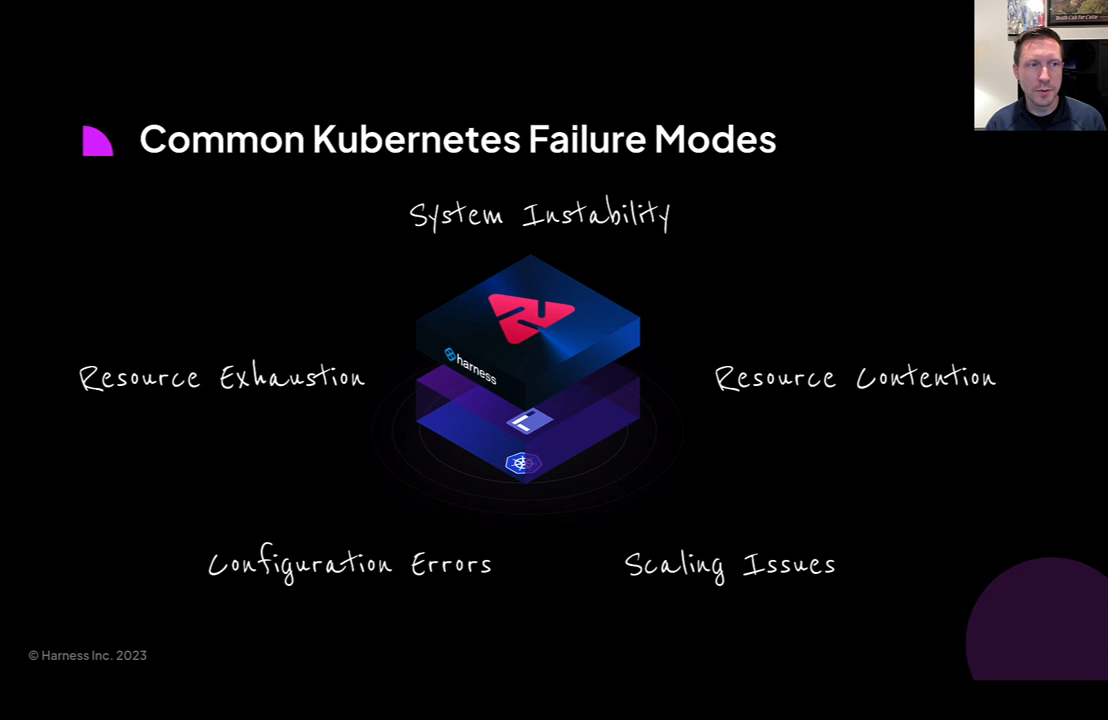 Common Kubernetes Failure Modes
System Instability
harness
Resource Exhaustion
Resource Contention
Configuration Errors
Scaling Issues
© Harness Inc. 2023